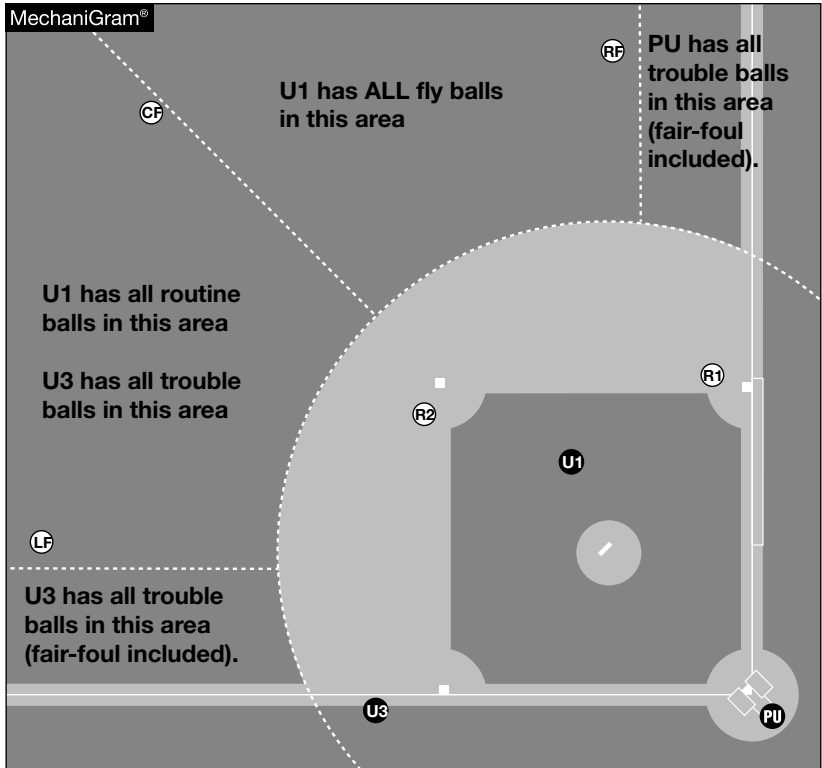 MechaniGram®
RF
PU has all
trouble balls
in this area
(fair-foul
included).
U1 has ALL fly balls
in this area
CF
U1 has all routine
balls in this area
U3 has all trouble
balls in this area
R1
R2
U1
LF
U3 has all trouble
balls in this area
(fair-foul included).
U3
PU